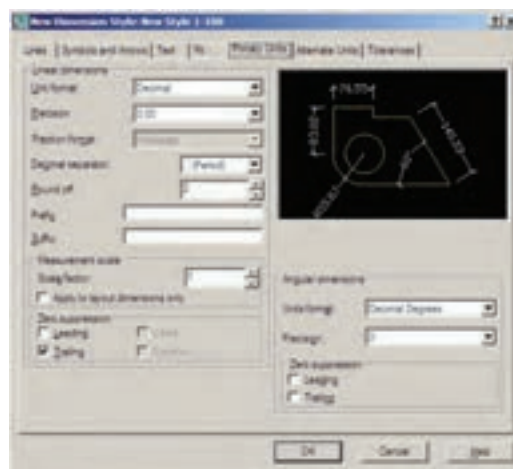 New Dimension Style: New Style 1-100
Lines
Symbols and Arrows
Text
Fit
Primary Units
Alternate Units
Tolerances
Linear dimensions
Unit format:
Decimal
Precision
0.00
Fraction format:
Decimal separator:
'.' (Period)
Round off:
Prefix:
Suffix:
Measurement scale
Scale factor:
Apply to layout dimensions only
Zero suppression
Leading
Trailing
Angular dimensions
Units format:
Decimal Degrees
Precision:
0
Zero suppression
Leading
Trailing
OK
Cancel
Help